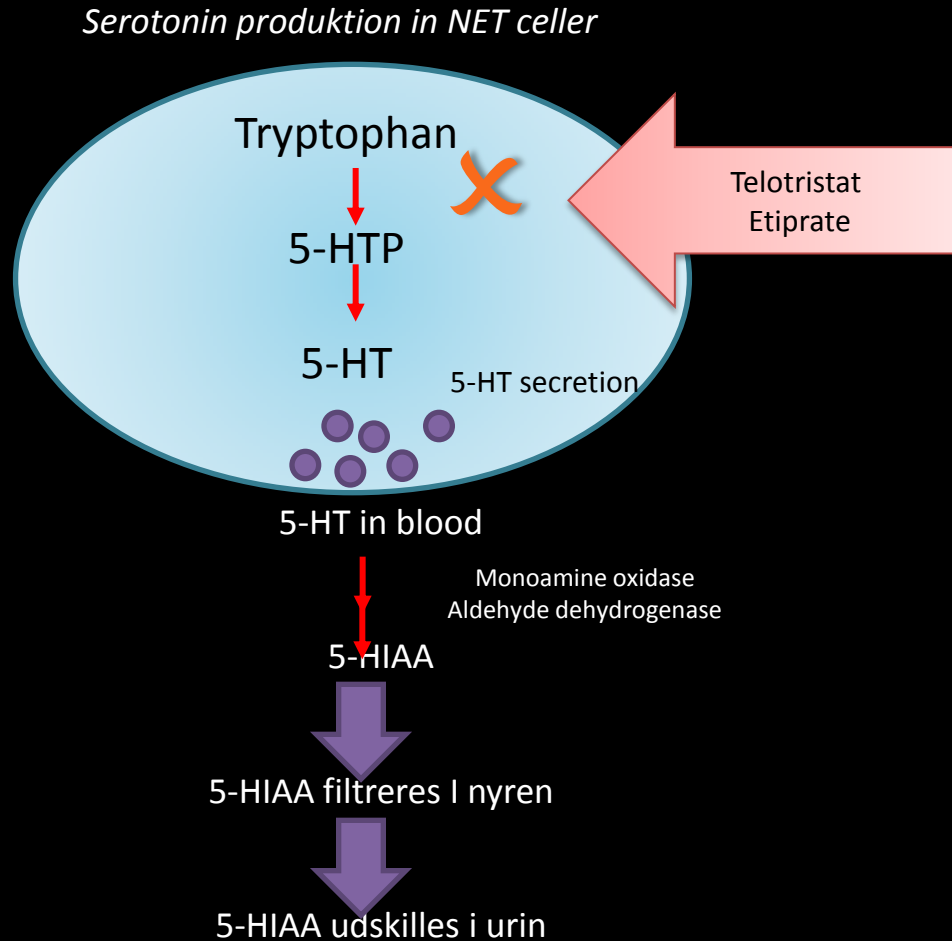 Serotonin produktion in NET celler
Tryptophan
Telotristat
Etiprate
5-HTP
5-HT
5-HT secretion
5-HT in blood
Monoamine oxidase
Aldehyde dehydrogenase
5-HIAA
5-HIAA filtreres I nyren
5-HIAA udskilles i urin